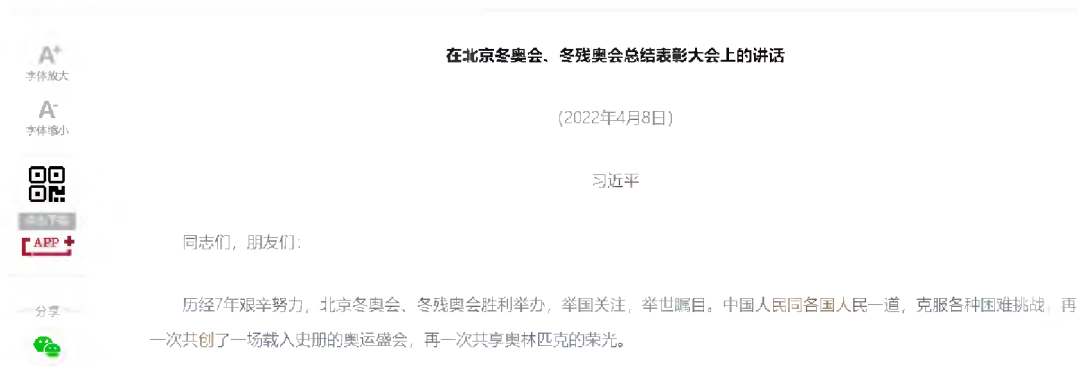 A+
字体放大
A-
字体缩小
APP+
分享
在北京冬奥会、冬残奥会总结表彰大会上的讲话
(2022年4月8日)
习近平
同志们，朋友们：
历经7年艰辛努力，北京冬奥会、冬残奥会胜利举办，举国关注，举世瞩目。中国人民同各国人民一道，克服各种困难挑战，再
一次共创了一场载入史册的奥运盛会，再一次共享奥林匹克的荣光。